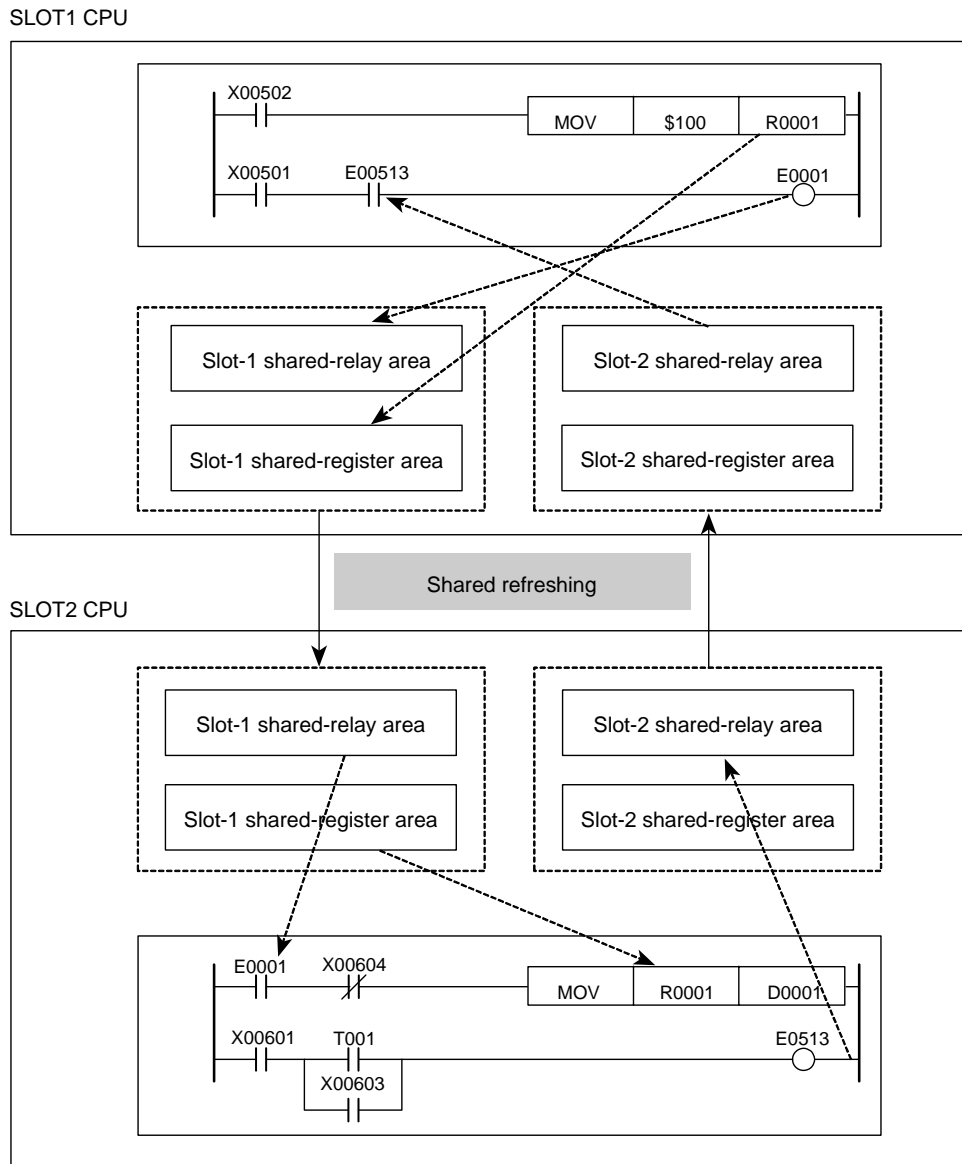 SLOT1 CPU
X00502
MOV $100 R0001
X00501 E00513 E0001
Slot-1 shared-relay area Slot-2 shared-relay area
Slot-1 shared-register area Slot-2 shared-register area
Shared refreshing
SLOT2 CPU
Slot-1 shared-relay area Slot-2 shared-relay area
Slot-1 shared-register area Slot-2 shared-register area
E0001 X00604
MOV R0001 D0001
X00601 T001 E0513
X00603